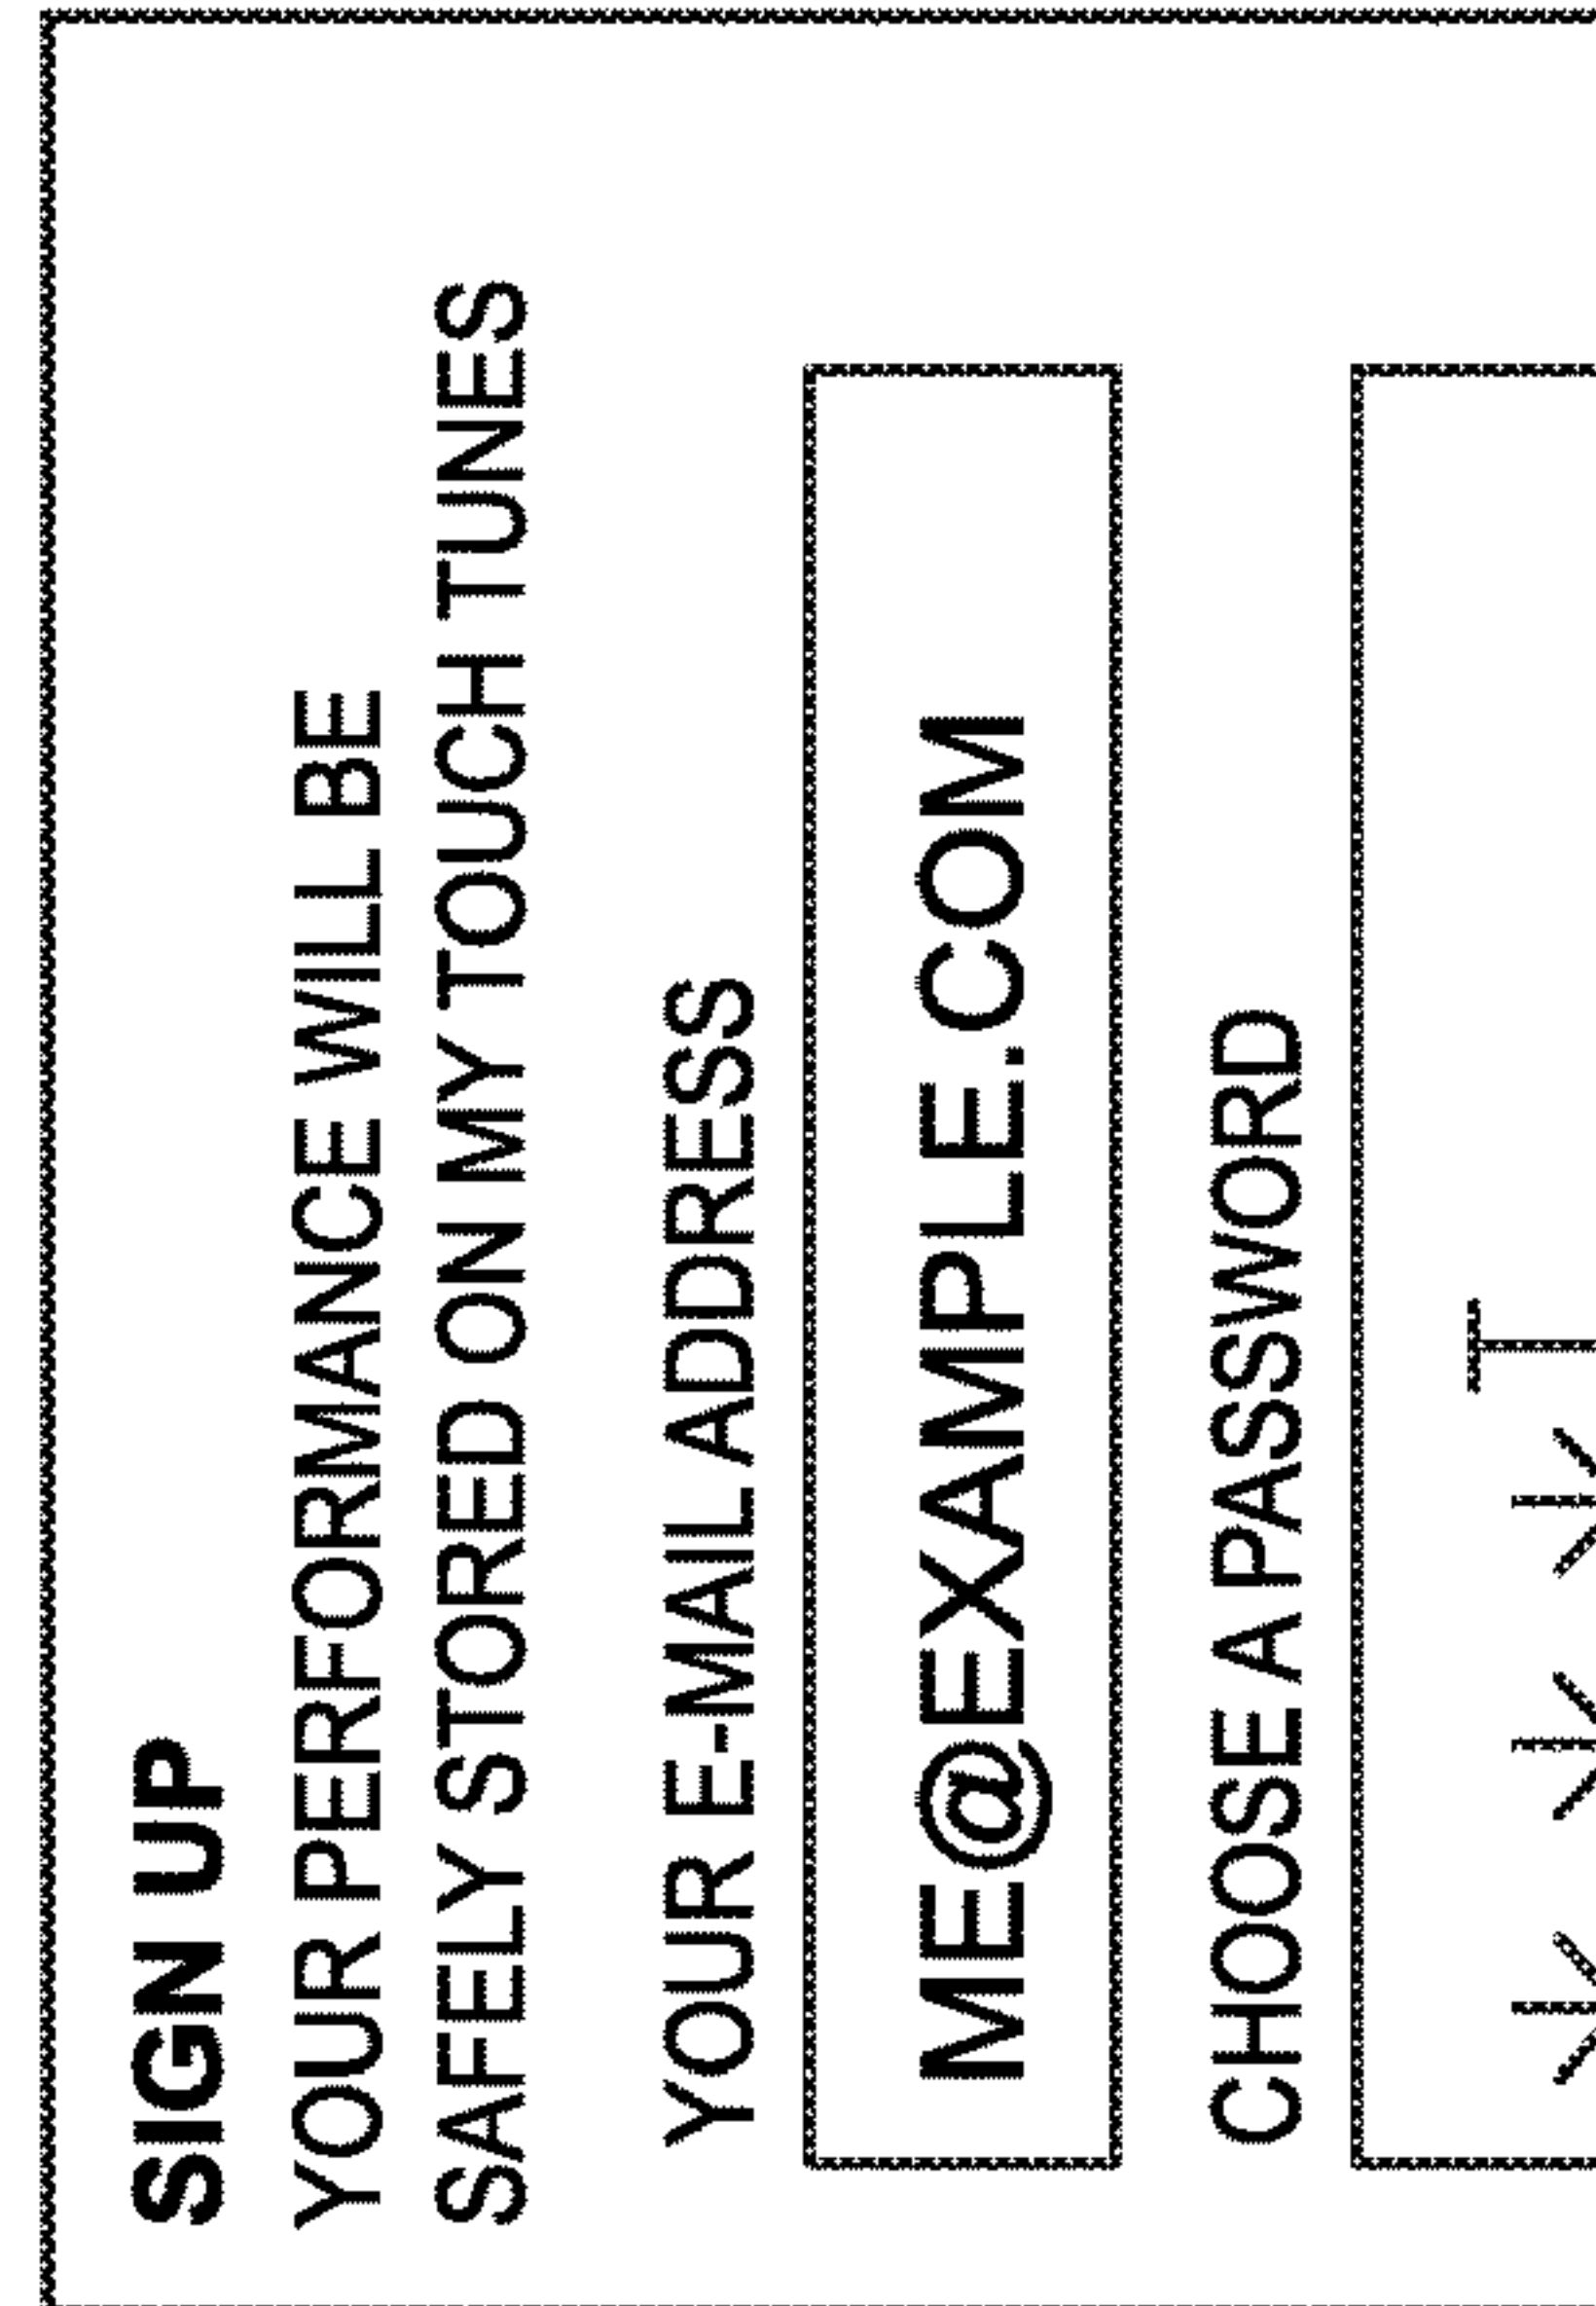 SIGN UP
YOUR PERFORMANCE WILL BE
SAFELY STORED ON MY TOUCH TUNES
YOUR E-MAIL ADDRESS
ME@EXAMPLE.COM
CHOOSE A PASSWORD
***